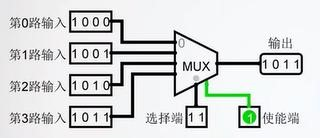 第0路输入 1000
第1路输入 1001
第2路输入 1010
第3路输入 1011
0
MUX
输出
1011
选择端 11
1 使能端